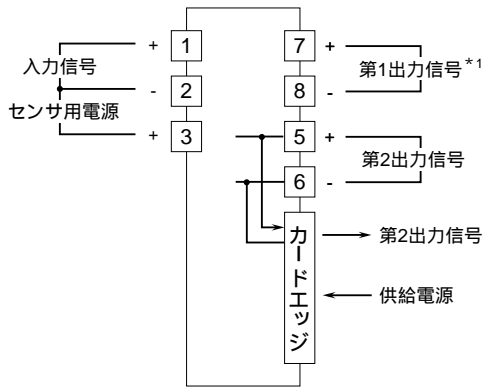 + 1
入力信号
- 2
センサ用電源
+ 3
7 +
第1出力信号*1
8 -
5 +
第2出力信号
6 -
カードエッジ
第2出力信号
供給電源